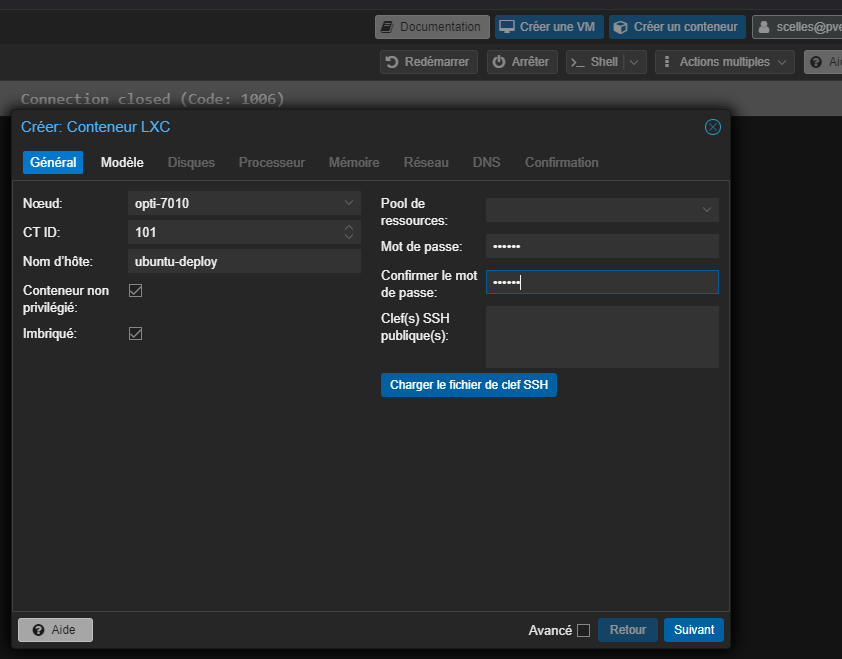 Documentation Créer une VM Créer un conteneur scelles@pve
Redémarrer Arrêter >_ Shell Actions multiples Ai
Connection closed (Code: 1006)
Créer: Conteneur LXC
Général Modèle Disques Processeur Mémoire Réseau DNS Confirmation
Nœud: opti-7010
CT ID: 101
Nom d'hôte: ubuntu-deploy
Conteneur non
privilégié:
Imbriqué:
Pool de
ressources:
Mot de passe: ••••••
Confirmer le mot
de passe: ••••••
Clef(s) SSH
publique(s):
Charger le fichier de clef SSH
Aide Avancé Retour Suivant